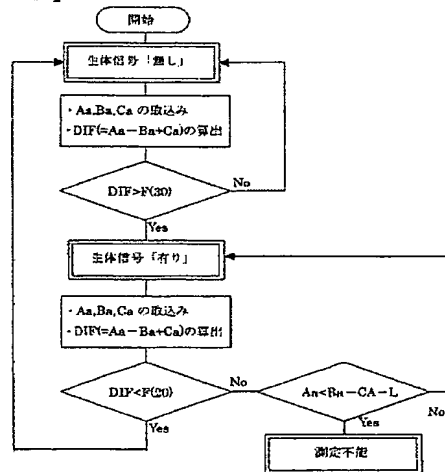 開始
生体信号「無し」
・Aa,Ba,Ca の取込み
・DIF(=Aa－Ba+Ca)の算出
DIF>F(30)
No
Yes
生体信号「有り」
・Aa,Ba,Ca の取込み
・DIF(=Aa－Ba+Ca)の算出
DIF<F(20)
No
Aa<BH－CA－L
No
Yes
Yes
測定不能